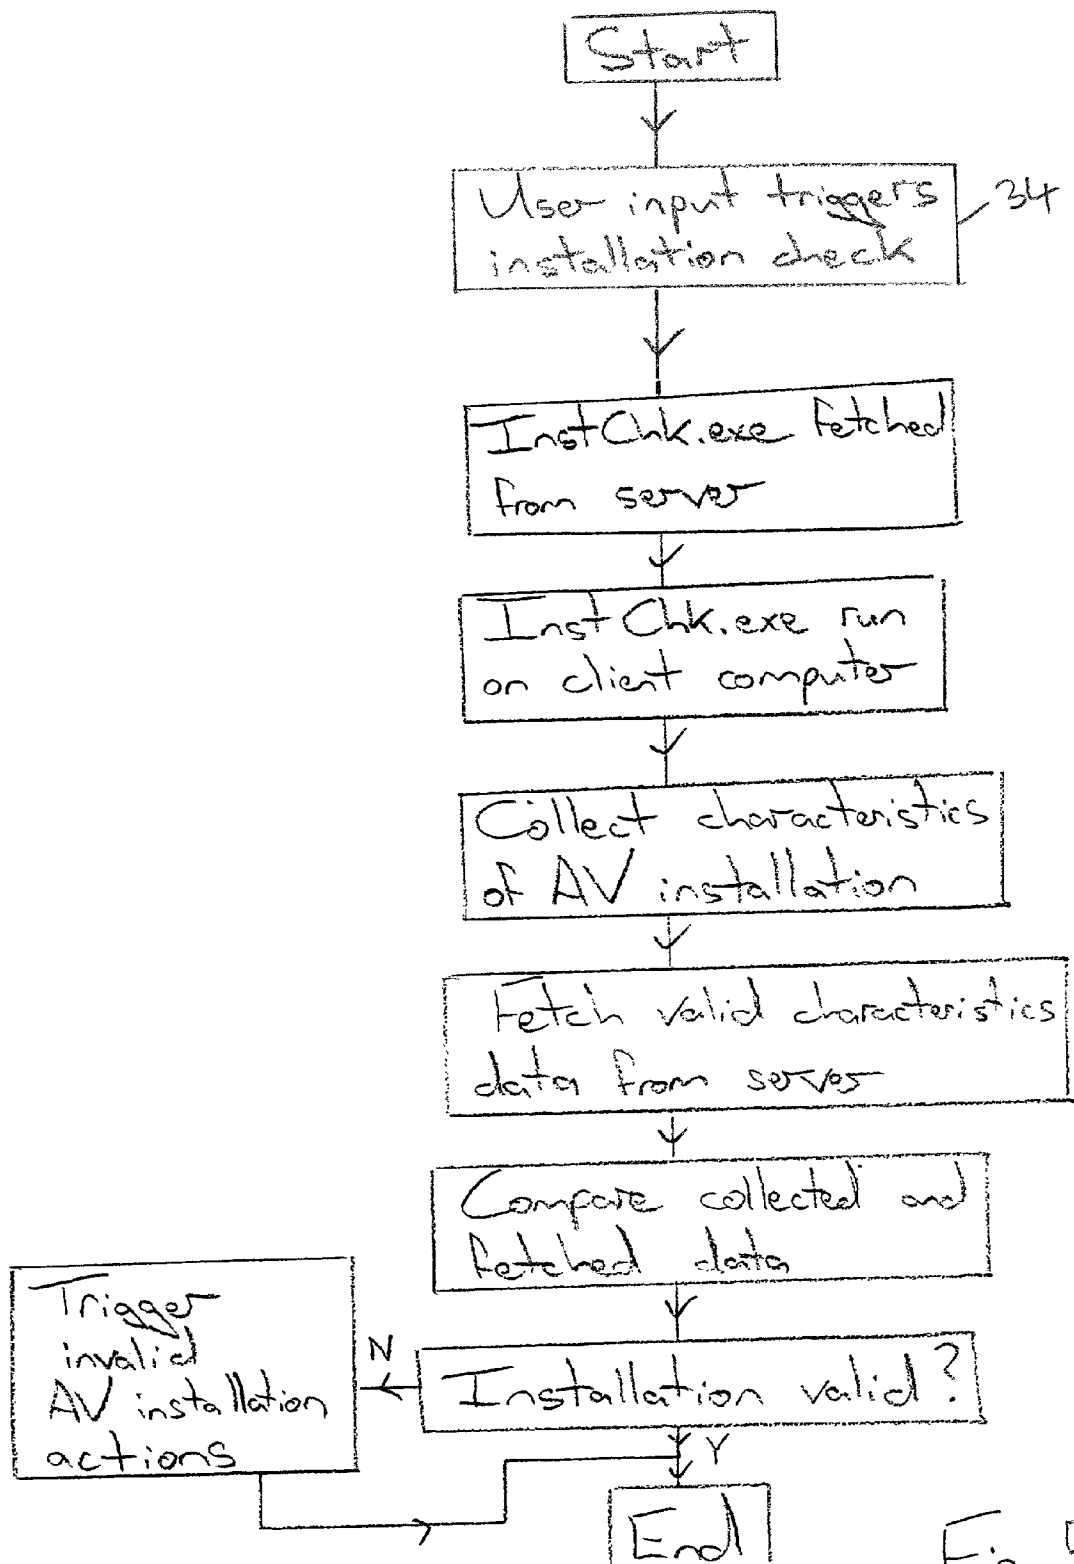 Start
User input triggers
installation check
34
InstChk.exe fetched
from server
InstChk.exe run
on client computer
Collect characteristics
of AV installation
Fetch valid characteristics
data from server
Compare collected and
fetched data
Installation valid?
N
Trigger
invalid
AV installation
actions
Y
End
Fig